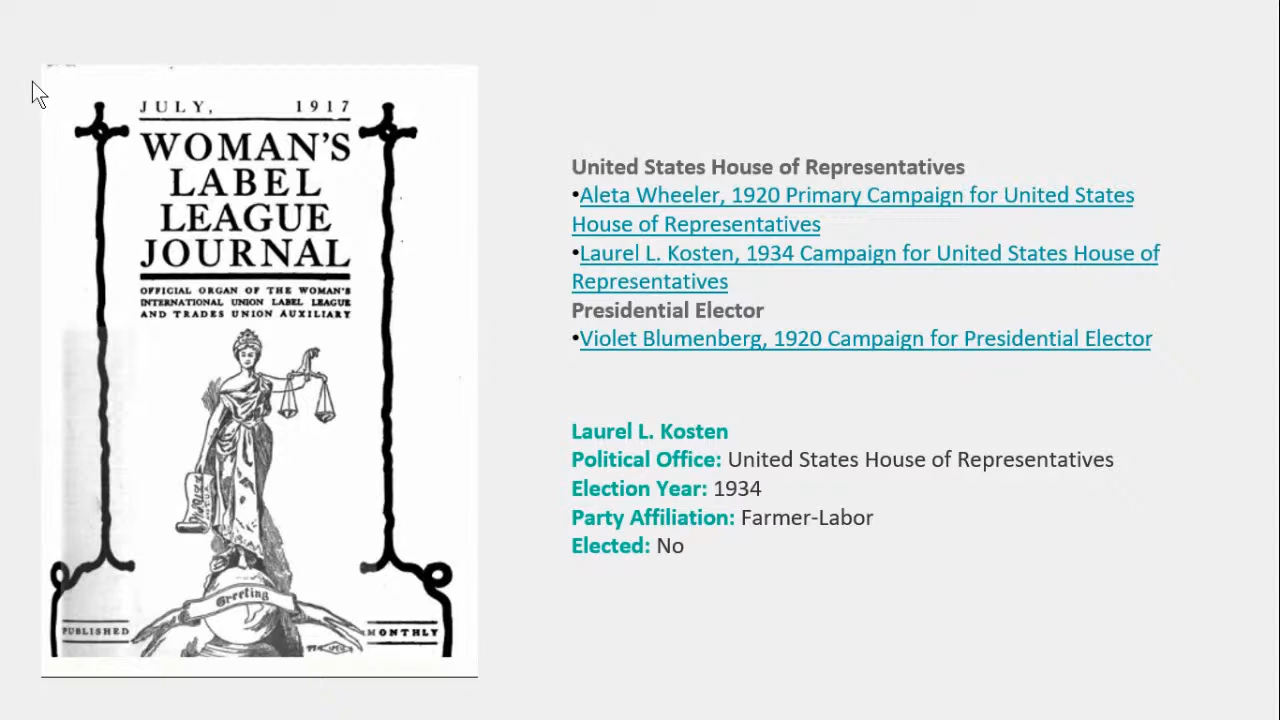 JULY, 1917
WOMAN'S
LABEL
LEAGUE
JOURNAL
OFFICIAL ORGAN OF THE WOMAN'S
INTERNATIONAL UNION LABEL LEAGUE
AND TRADES UNION AUXILIARY
Greeting
PUBLISHED
MONTHLY
United States House of Representatives
•Aleta Wheeler, 1920 Primary Campaign for United States
House of Representatives
•Laurel L. Kosten, 1934 Campaign for United States House of
Representatives
Presidential Elector
•Violet Blumenberg, 1920 Campaign for Presidential Elector
Laurel L. Kosten
Political Office: United States House of Representatives
Election Year: 1934
Party Affiliation: Farmer-Labor
Elected: No